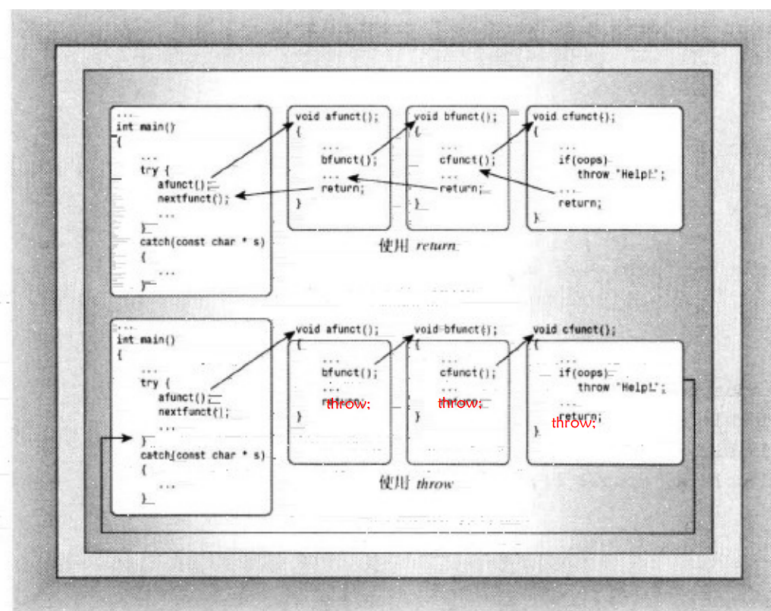 ...
int main()
{
...
try {
afunct();
nextfunct();
...
}
catch(const char * s)
{
...
}
void afunct();
{
...
bfunct();
...
return;
}
void bfunct();
{
...
cfunct();
...
return;
}
void cfunct();
{
...
if(oops)
throw "Help!";
...
return;
}
使用 return
...
int main()
{
...
try {
afunct();
nextfunct();
...
}
catch(const char * s)
{
...
}
void afunct();
{
...
bfunct();
...
return;
throw;
}
void bfunct();
{
...
cfunct();
...
return;
throw;
}
void cfunct();
{
...
if(oops)
throw "Help!";
...
return;
throw;
}
使用 throw